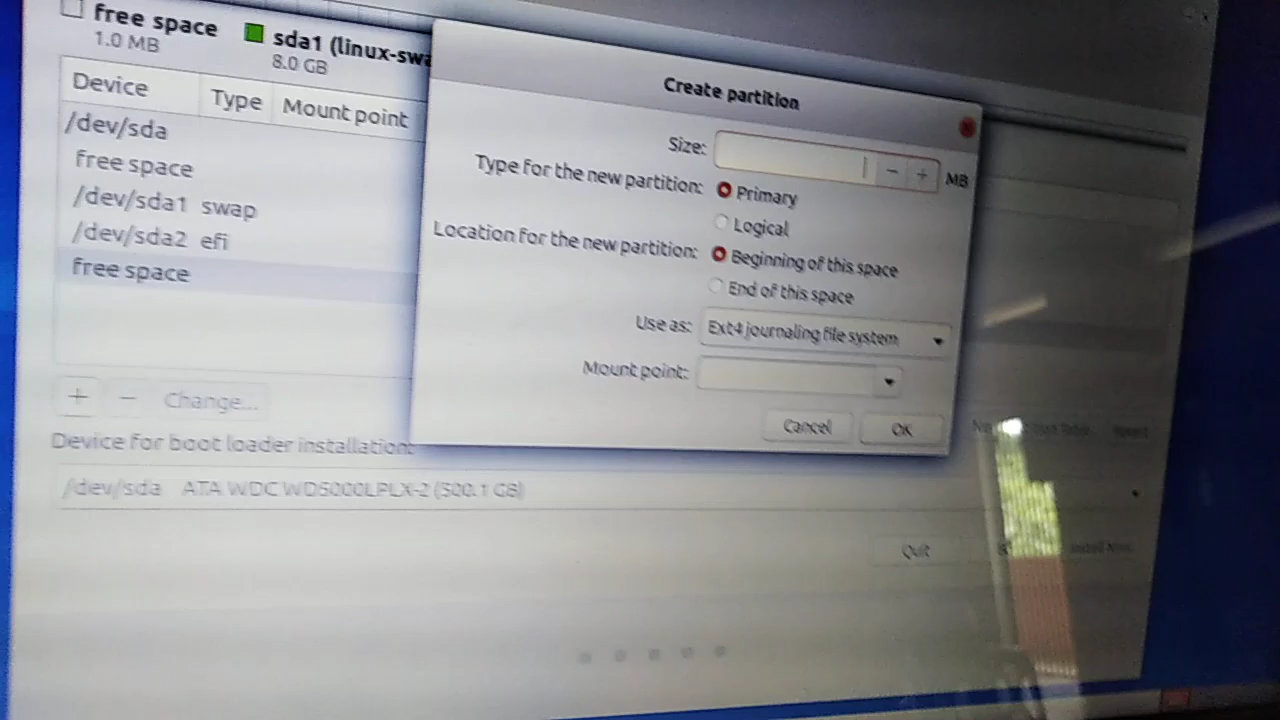 free space
1.0 MB
sda1 (linux-swa
8.0 GB
Device
Type
Mount point
/dev/sda
free space
/dev/sda1 swap
/dev/sda2 efi
free space
+
−
Change...
Device for boot loader installation:
/dev/sda ATA WDC WD5000LPLX-2 (500.1 GB)
Create partition
Size:
− + MB
Type for the new partition:
Primary
Logical
Location for the new partition:
Beginning of this space
End of this space
Use as:
Ext4 journaling file system
Mount point:
Cancel
OK
Quit
Install Now